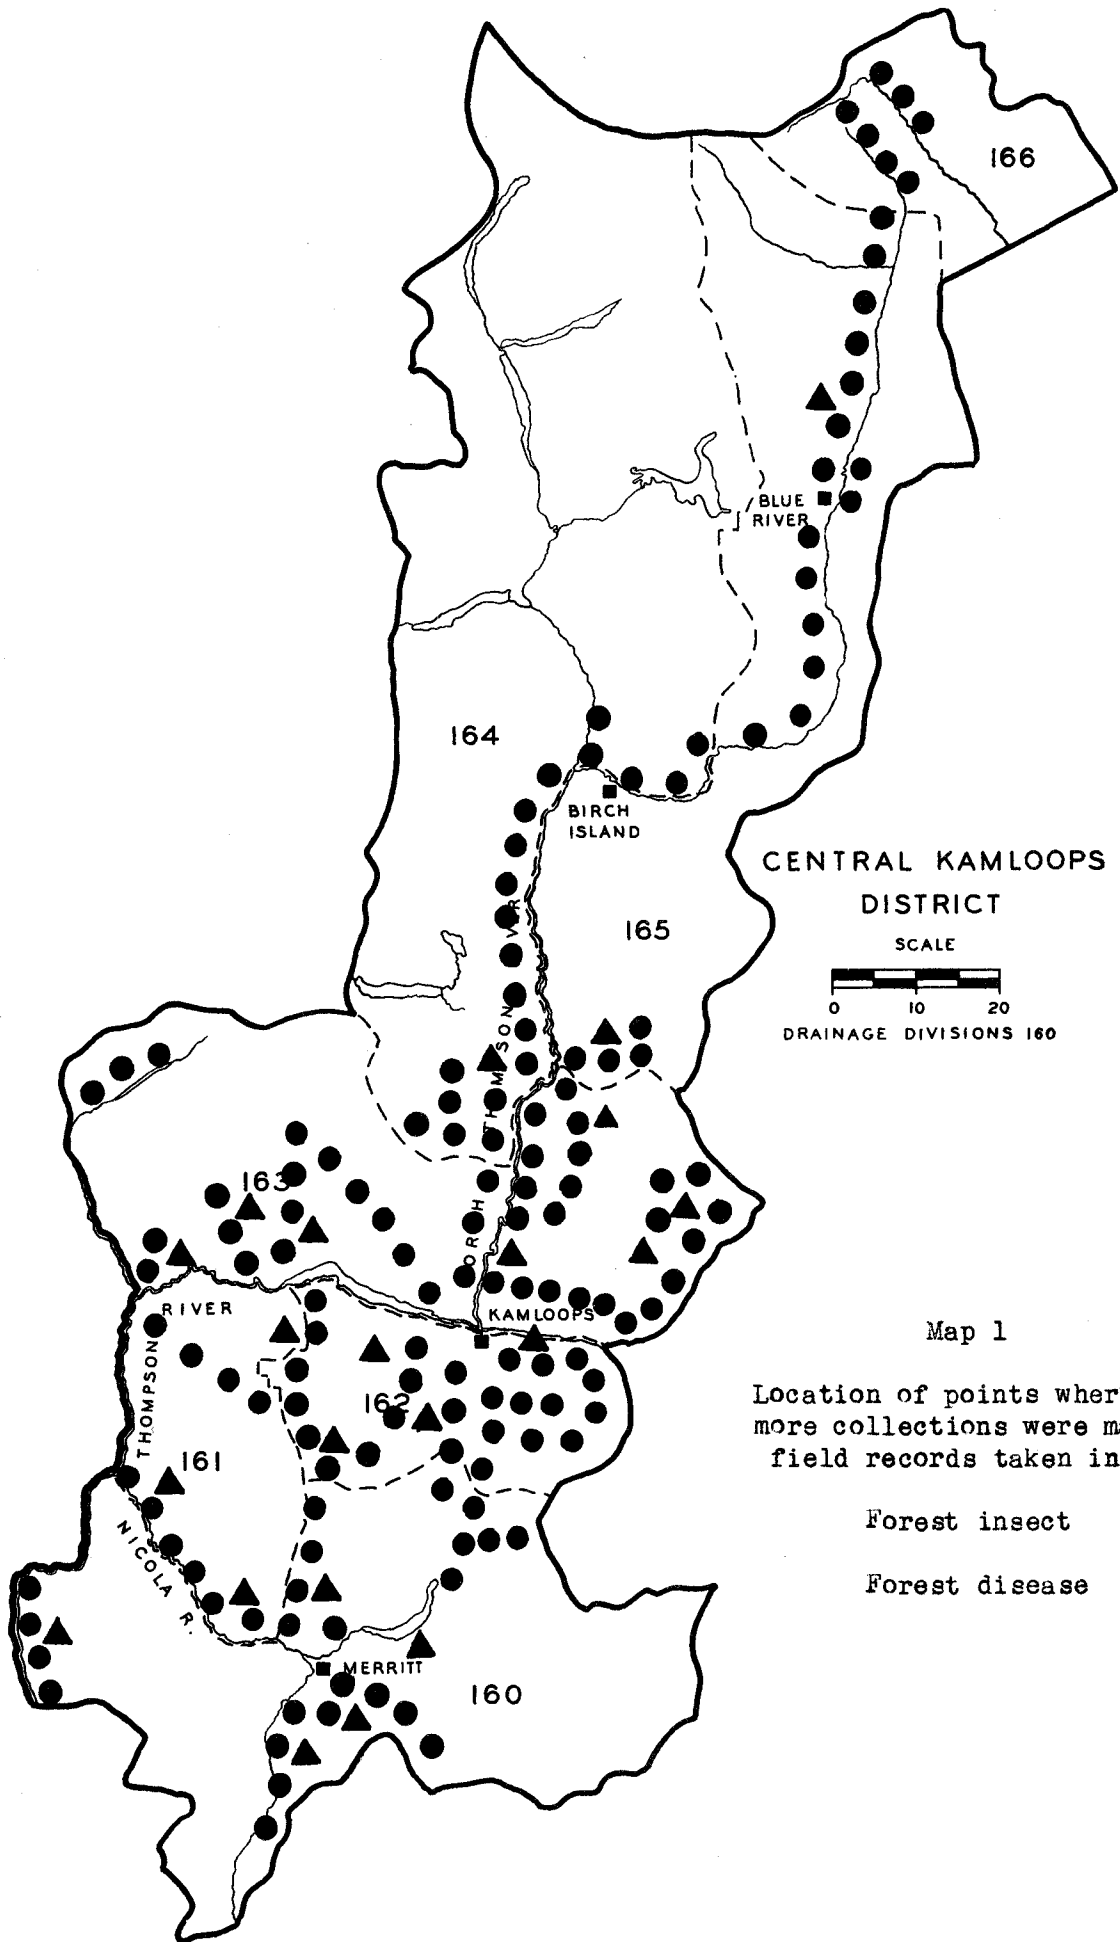 166
BLUE
RIVER
164
BIRCH
ISLAND
CENTRAL KAMLOOPS
DISTRICT
SCALE
0 10 20
DRAINAGE DIVISIONS 160
165
NORTH THOMPSON
163
RIVER
KAMLOOPS
THOMPSON
162
161
NICOLA R.
MERRITT
160
Map 1
Location of points wher
more collections were m
field records taken in
Forest insect
Forest disease